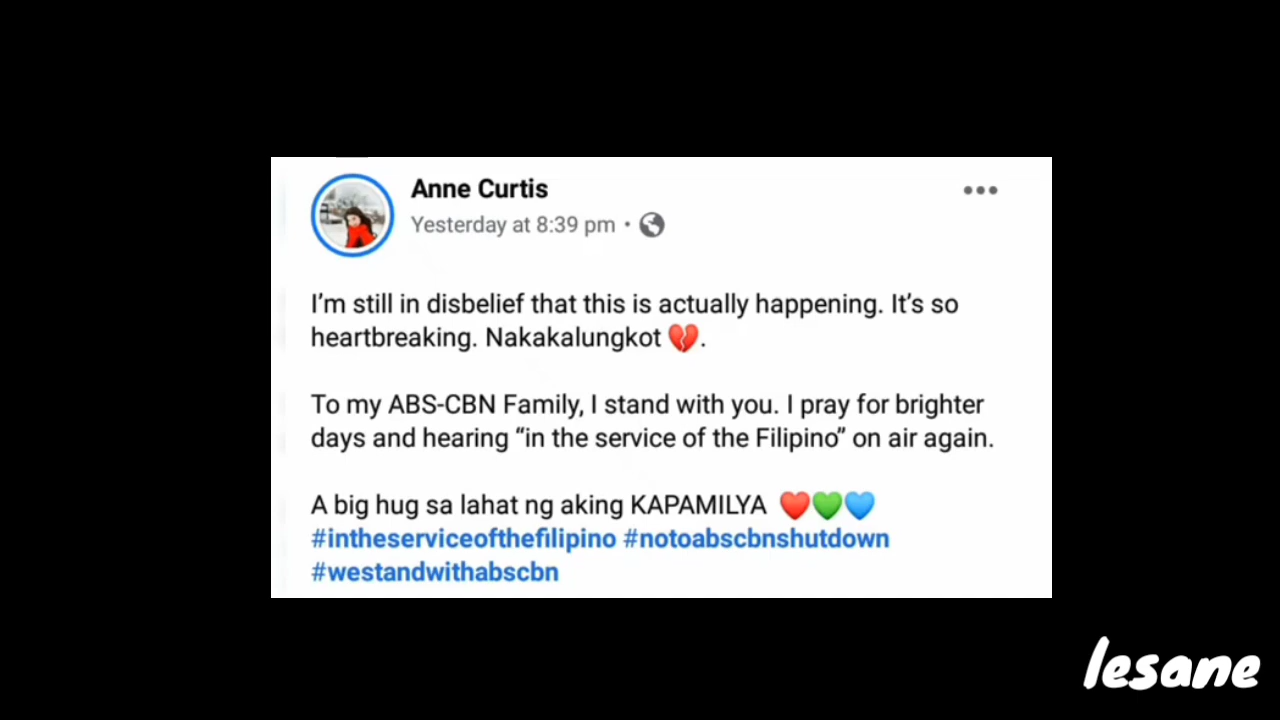 Anne Curtis
Yesterday at 8:39 pm ·
I'm still in disbelief that this is actually happening. It's so
heartbreaking. Nakakalungkot 💔.
To my ABS-CBN Family, I stand with you. I pray for brighter
days and hearing “in the service of the Filipino” on air again.
A big hug sa lahat ng aking KAPAMILYA ❤️💚💙
#intheserviceofthefilipino #notoabscbnshutdown
#westandwithabscbn
lesane